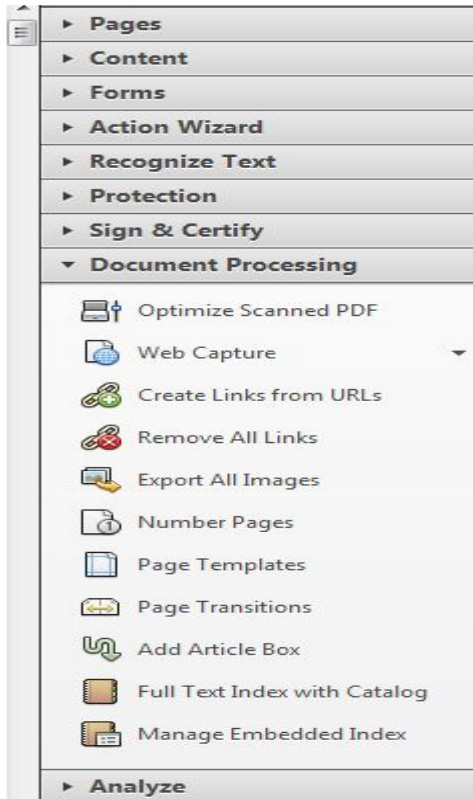 Pages
Content
Forms
Action Wizard
Recognize Text
Protection
Sign & Certify
Document Processing
Optimize Scanned PDF
Web Capture
Create Links from URLs
Remove All Links
Export All Images
Number Pages
Page Templates
Page Transitions
Add Article Box
Full Text Index with Catalog
Manage Embedded Index
Analyze